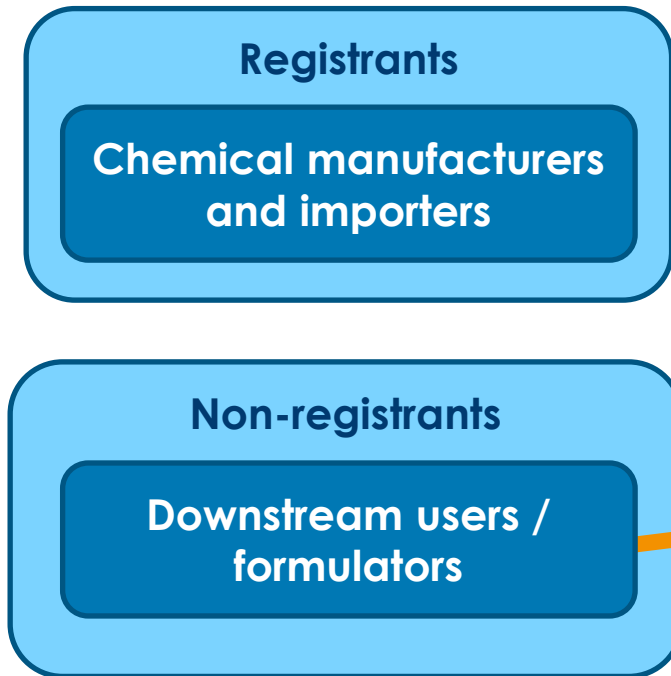 Registrants
Chemical manufacturers
and importers
Non-registrants
Downstream users /
formulators